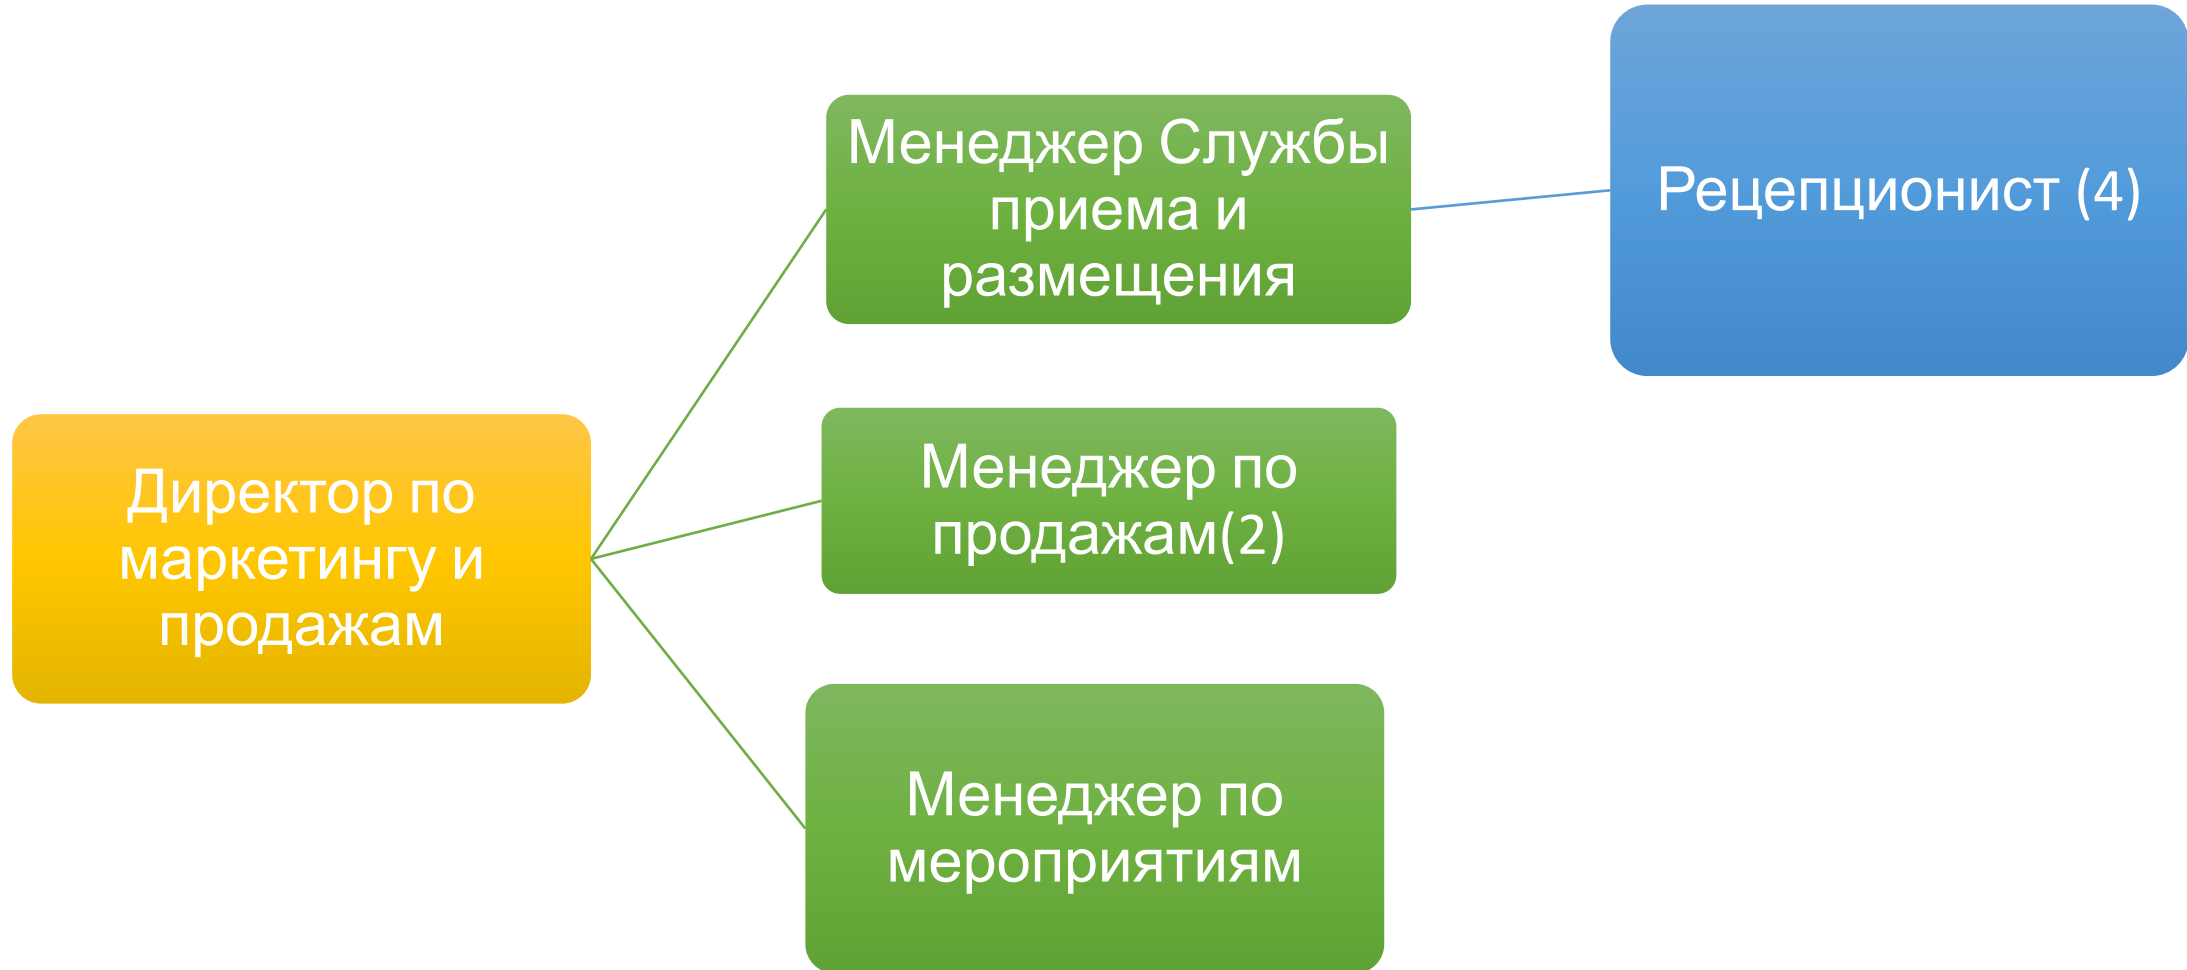 Директор по
маркетингу и
продажам
Менеджер Службы
приема и
размещения
Рецепционист (4)
Менеджер по
продажам(2)
Менеджер по
мероприятиям